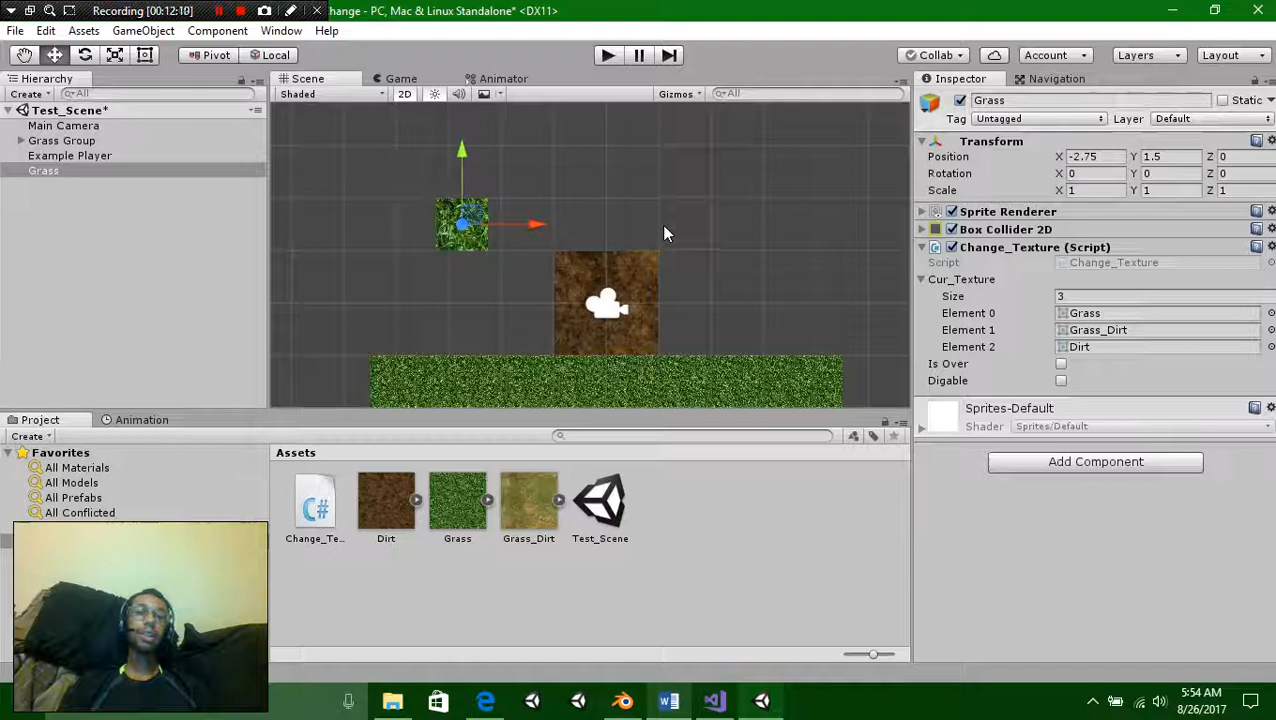 Recording [00:12:19]
hange - PC, Mac & Linux Standalone* <DX11>
File Edit Assets GameObject Component Window Help
Pivot Local Collab Account Layers Layout
Hierarchy
Create All
Test_Scene*
Main Camera
Grass Group
Example Player
Grass
Scene Game Animator
Shaded 2D Gizmos All
Inspector Navigation
Grass Static
Tag Untagged Layer Default
Transform
Position X -2.75 Y 1.5 Z 0
Rotation X 0 Y 0 Z 0
Scale X 1 Y 1 Z 1
Sprite Renderer
Box Collider 2D
Change_Texture (Script)
Script Change_Texture
Cur_Texture
Size 3
Element 0 Grass
Element 1 Grass_Dirt
Element 2 Dirt
Is Over
Digable
Sprites-Default
Shader Sprites/Default
Add Component
Project Animation
Create
Favorites
All Materials
All Models
All Prefabs
All Conflicted
Assets
C#
Change_Te...
Dirt
Grass
Grass_Dirt
Test_Scene
5:54 AM
8/26/2017